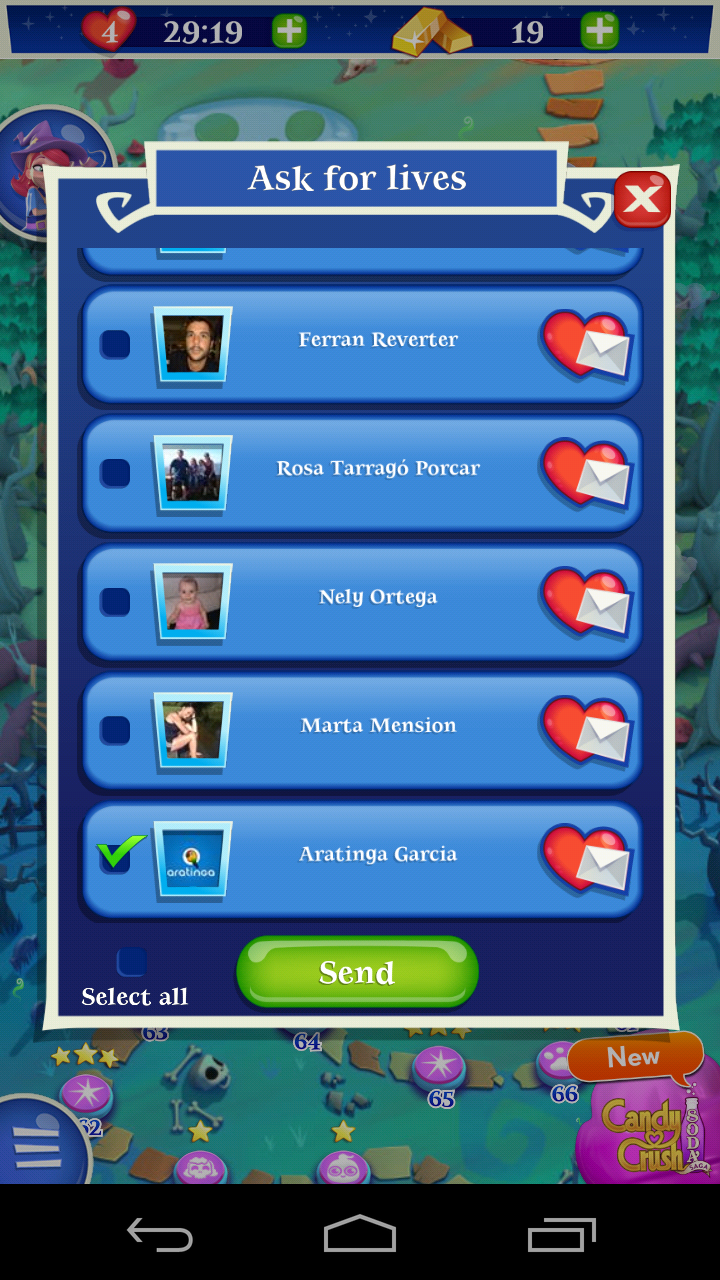 4
29:19
19
Ask for lives
Ferran Reverter
Rosa Tarragó Porcar
Nely Ortega
Marta Mension
aratinga
Aratinga Garcia
Send
Select all
63
64
New
65
66
62
Candy
Crush
SODA
SAGA